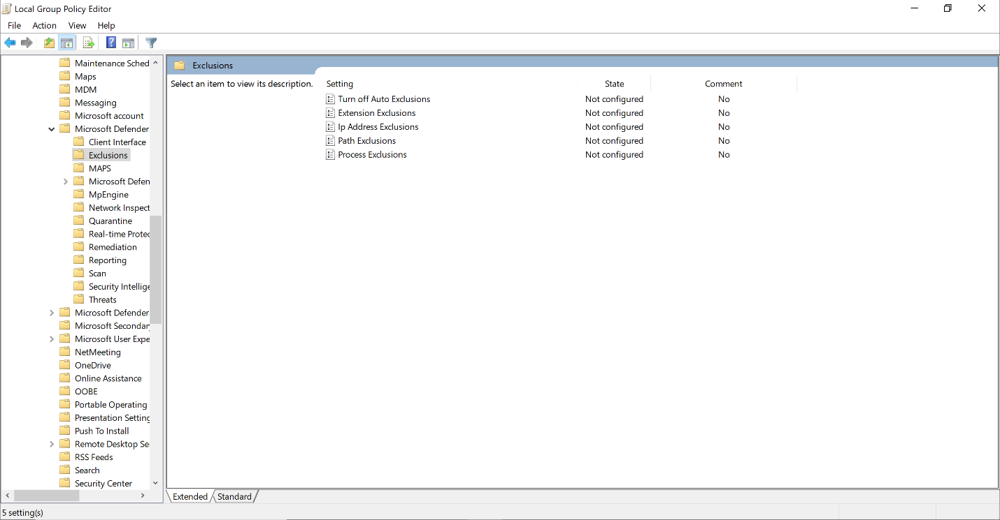 Local Group Policy Editor
File Action View Help
Maintenance Sched
Maps
MDM
Messaging
Microsoft account
Microsoft Defender
Client Interface
Exclusions
MAPS
Microsoft Defen
MpEngine
Network Inspect
Quarantine
Real-time Protec
Remediation
Reporting
Scan
Security Intellige
Threats
Microsoft Defender
Microsoft Secondary
Microsoft User Expe
NetMeeting
OneDrive
Online Assistance
OOBE
Portable Operating
Presentation Setting
Push To Install
Remote Desktop Se
RSS Feeds
Search
Security Center
Exclusions
Select an item to view its description.
Setting State Comment
Turn off Auto Exclusions Not configured No
Extension Exclusions Not configured No
Ip Address Exclusions Not configured No
Path Exclusions Not configured No
Process Exclusions Not configured No
Extended Standard
5 setting(s)